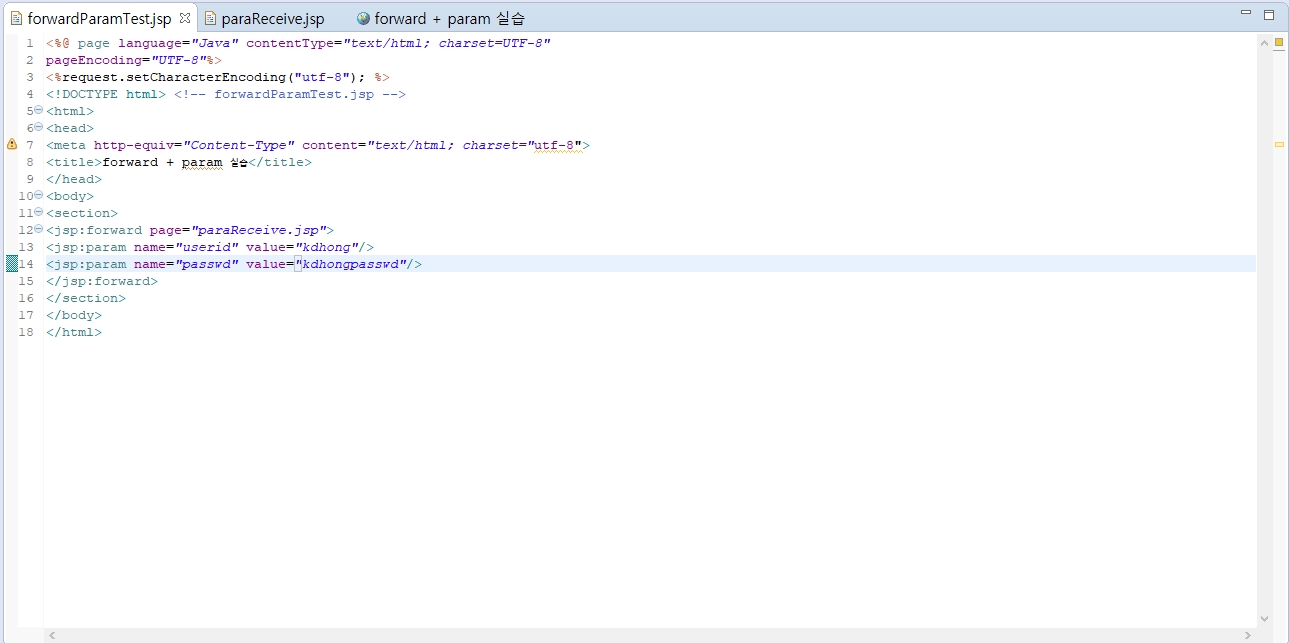 forwardParamTest.jsp paraReceive.jsp forward + param 실습
1 <%@ page language="Java" contentType="text/html; charset=UTF-8"
2 pageEncoding="UTF-8"%>
3 <%request.setCharacterEncoding("utf-8"); %>
4 <!DOCTYPE html> <!-- forwardParamTest.jsp -->
5 <html>
6 <head>
7 <meta http-equiv="Content-Type" content="text/html; charset="utf-8">
8 <title>forward + param 실습</title>
9 </head>
10 <body>
11 <section>
12 <jsp:forward page="paraReceive.jsp">
13 <jsp:param name="userid" value="kdhong"/>
14 <jsp:param name="passwd" value="kdhongpasswd"/>
15 </jsp:forward>
16 </section>
17 </body>
18 </html>